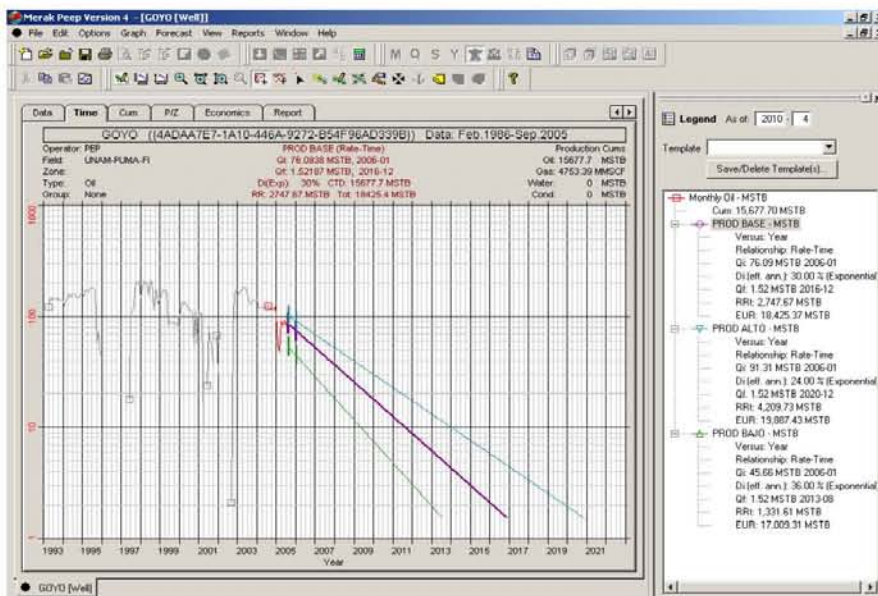 Merak Peep Version 4 - [GOYO [Well]]
File Edit Options Graph Forecast View Reports Window Help
M Q S Y
Data Time Cum P/Z Economics Report
GOYO ((4ADAA7E7-1A10-446A-9272-B54F96AD339B)) Data: Feb.1986-Sep.2005
Operator: PEP
Field: UNAM-PUMA-FI
Zone:
Type: Oil
Group: None
PROD BASE (Rate-Time)
Qi: 76.0938 MSTB, 2006-01
Qf: 1.52187 MSTB, 2016-12
Di(Exp): 30% CTD: 15677.7 MSTB
RR: 2747.67 MSTB Tot: 18425.4 MSTB
Production Cums
Oil: 15677.7 MSTB
Gas: 4753.39 MMSCF
Water: 0 MSTB
Cond: 0 MSTB
1000
100
10
1
1993 1995 1997 1999 2001 2003 2005 2007 2009 2011 2013 2015 2017 2019 2021
Year
GOYO [Well]
Legend As of: 2010 - 4
Template
Save/Delete Template(s)...
Monthly Oil - MSTB
Cum: 15,677.70 MSTB
PROD BASE - MSTB
Versus: Year
Relationship: Rate-Time
Qi: 76.09 MSTB 2006-01
Di (eff. ann.): 30.00 % (Exponential)
Qf: 1.52 MSTB 2016-12
RRt: 2,747.67 MSTB
EUR: 18,425.37 MSTB
PROD ALTO - MSTB
Versus: Year
Relationship: Rate-Time
Qi: 91.31 MSTB 2006-01
Di (eff. ann.): 24.00 % (Exponential)
Qf: 1.52 MSTB 2020-12
RRt: 4,209.73 MSTB
EUR: 19,887.43 MSTB
PROD BAJO - MSTB
Versus: Year
Relationship: Rate-Time
Qi: 45.66 MSTB 2006-01
Di (eff. ann.): 36.00 % (Exponential)
Qf: 1.52 MSTB 2013-08
RRt: 1,331.61 MSTB
EUR: 17,009.31 MSTB